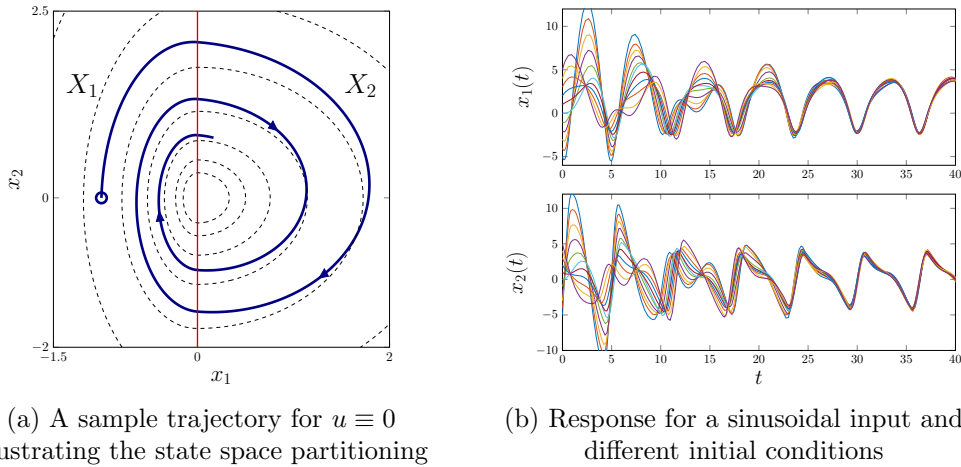 2.5
X1
X2
x2
0
−2
−1.5
0
2
x1
(a) A sample trajectory for u ≡ 0
ustrating the state space partitioning
x1(t)
10
5
0
−5
0
5
10
15
20
25
30
35
40
x2(t)
10
5
0
−10
0
5
10
15
20
25
30
35
40
t
(b) Response for a sinusoidal input and
different initial conditions